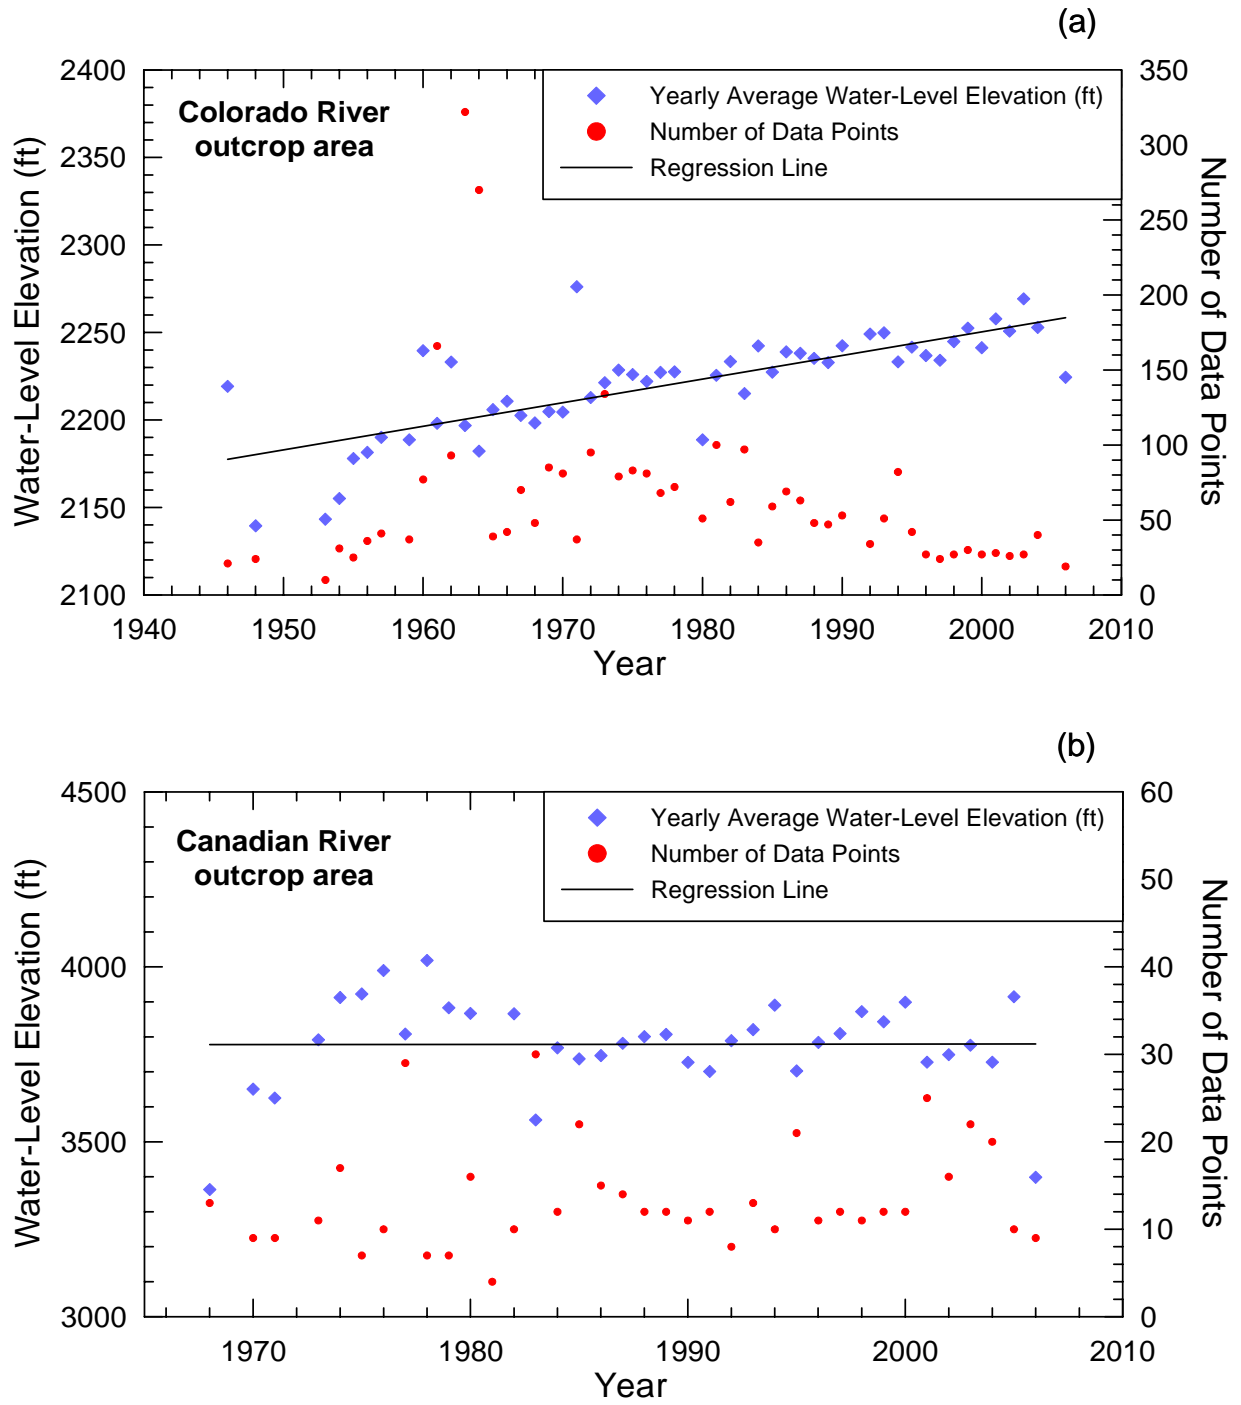 (a)
Colorado River
outcrop area
Yearly Average Water-Level Elevation (ft)
Number of Data Points
Regression Line
Water-Level Elevation (ft)
2400
2350
2300
2250
2200
2150
2100
350
300
250
200
150
100
50
0
Number of Data Points
1940 1950 1960 1970 1980 1990 2000 2010
Year
(b)
Canadian River
outcrop area
Yearly Average Water-Level Elevation (ft)
Number of Data Points
Regression Line
Water-Level Elevation (ft)
4500
4000
3500
3000
60
50
40
30
20
10
0
Number of Data Points
1970 1980 1990 2000 2010
Year